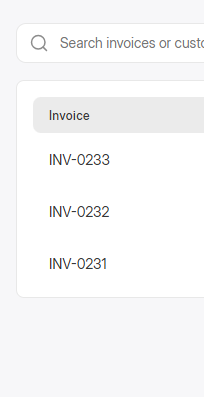 Search invoices or custo
Invoice
INV-0233
INV-0232
INV-0231